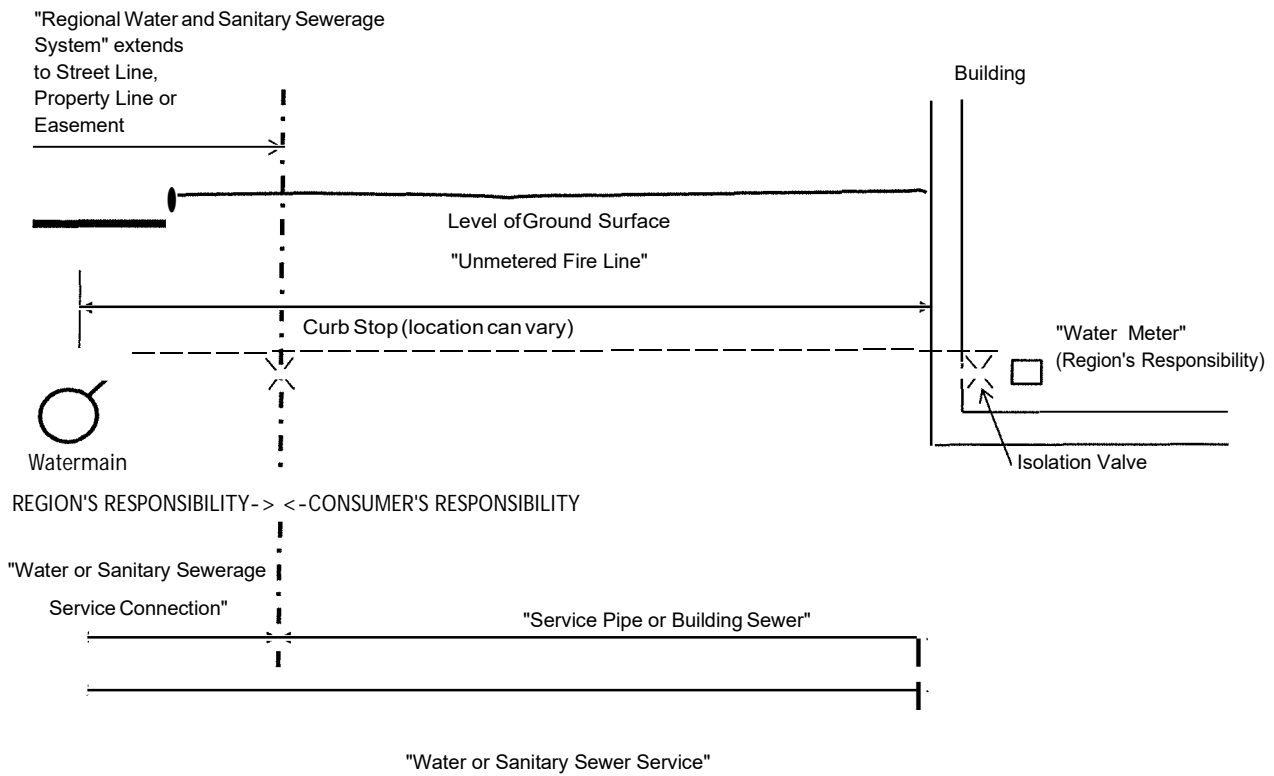 "Regional Water and Sanitary Sewerage
System" extends
to Street Line,
Property Line or
Easement
Building
Level of Ground Surface
"Unmetered Fire Line"
Curb Stop (location can vary)
"Water Meter"
(Region's Responsibility)
Watermain
Isolation Valve
REGION'S RESPONSIBILITY-> <-CONSUMER'S RESPONSIBILITY
"Water or Sanitary Sewerage
Service Connection"
"Service Pipe or Building Sewer"
"Water or Sanitary Sewer Service"